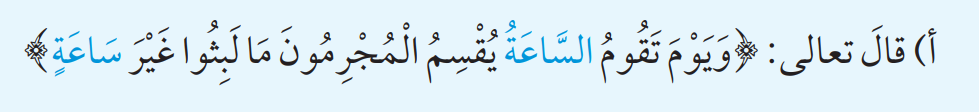 أ) قالَ تعالى: ﴿وَيَوْمَ تَقُومُ السَّاعَةُ يُقْسِمُ الْمُجْرِمُونَ مَا لَبِثُوا غَيْرَ سَاعَةٍ﴾